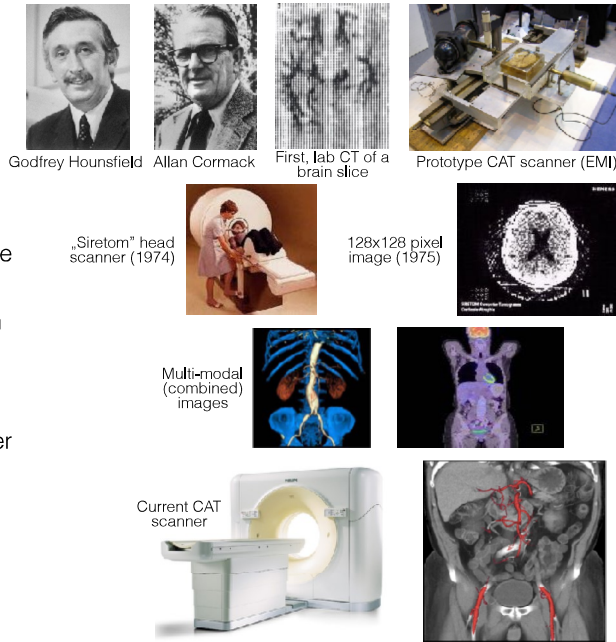 Godfrey Hounsfield
Allan Cormack
First, lab CT of a
brain slice
Prototype CAT scanner (EMI)
„Siretom” head
scanner (1974)
128x128 pixel
image (1975)
Multi-modal
(combined)
images
Current CAT
scanner
PHILIPS